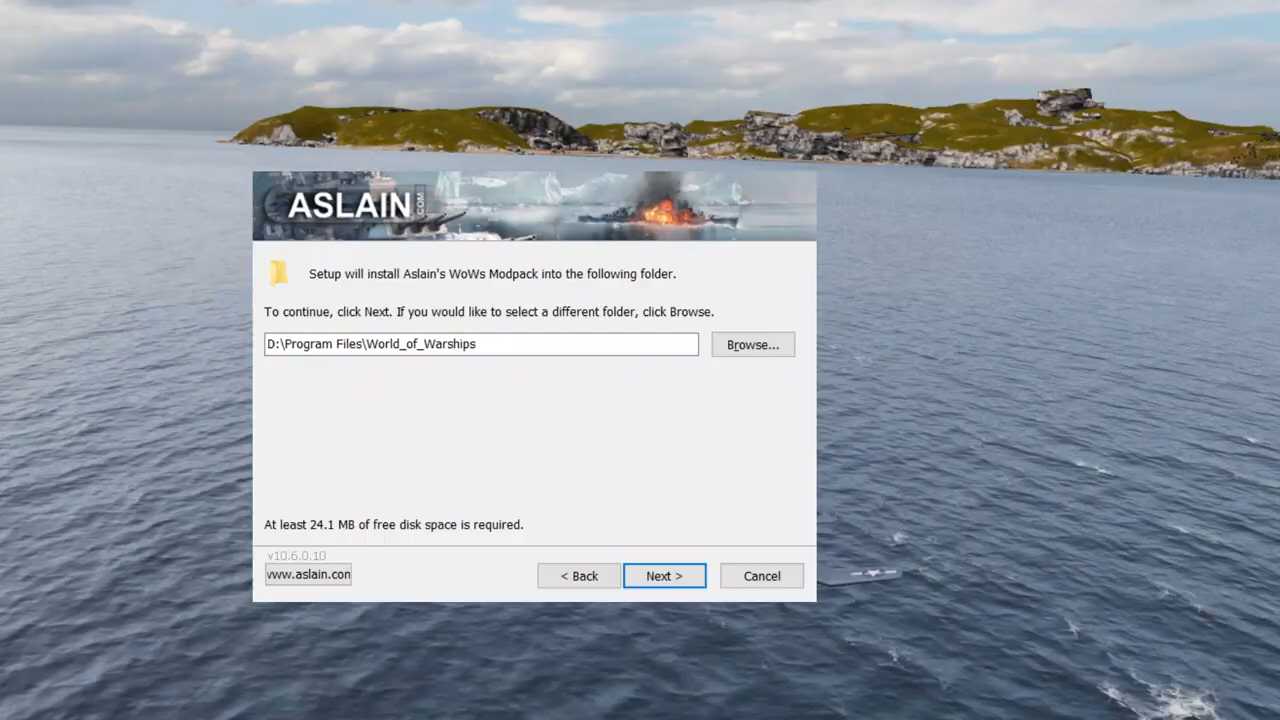 ASLAIN.COM
Setup will install Aslain's WoWs Modpack into the following folder.
To continue, click Next. If you would like to select a different folder, click Browse.
D:\Program Files\World_of_Warships
Browse...
At least 24.1 MB of free disk space is required.
v10.6.0.10
www.aslain.con
< Back
Next >
Cancel